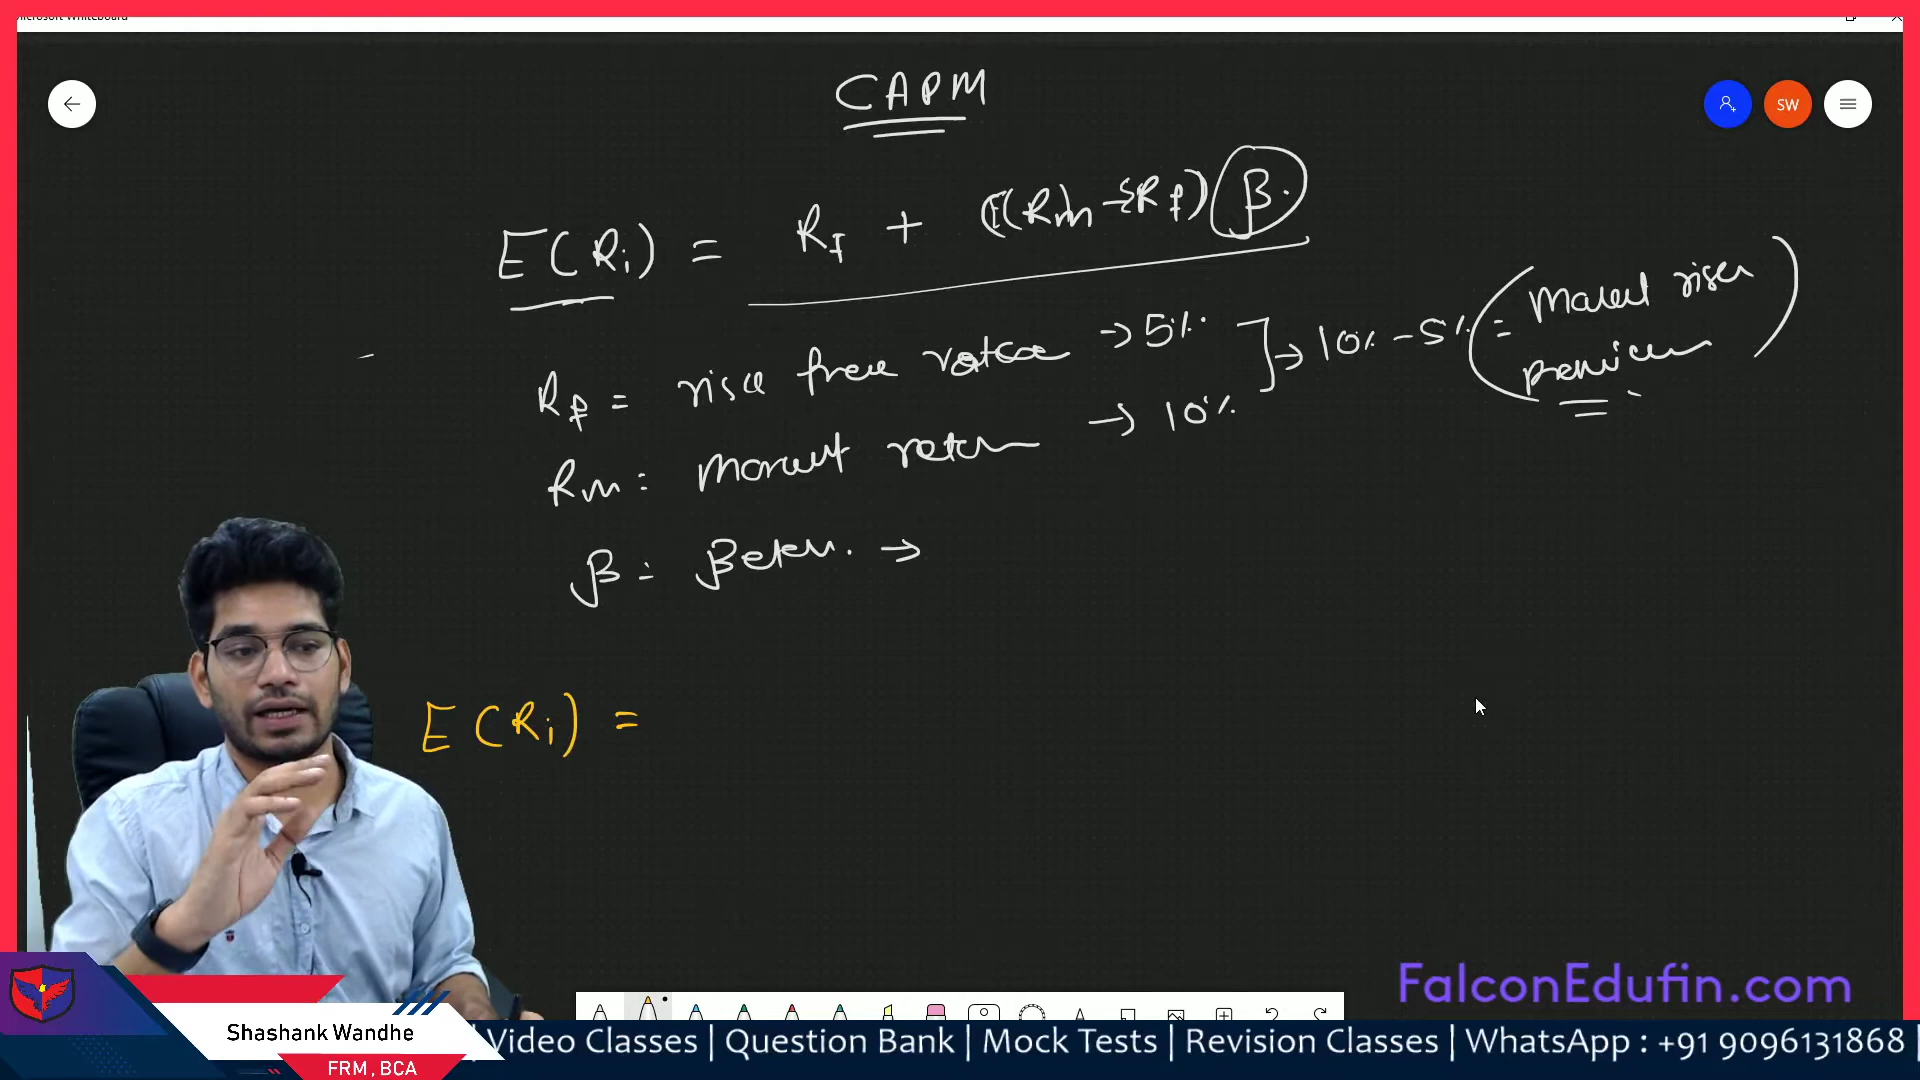 Microsoft Whiteboard
CAPM
SW
E(Ri) = Rf + (E(Rm) - Rf) β.
Rf = risk free rate → 5% → 10% - 5% = Market risk premium
Rm = Market return → 10%
β = Beta. →
E(Ri) =
FalconEdufin.com
Shashank Wandhe
FRM, BCA
| Video Classes | Question Bank | Mock Tests | Revision Classes | WhatsApp : +91 9096131868 |